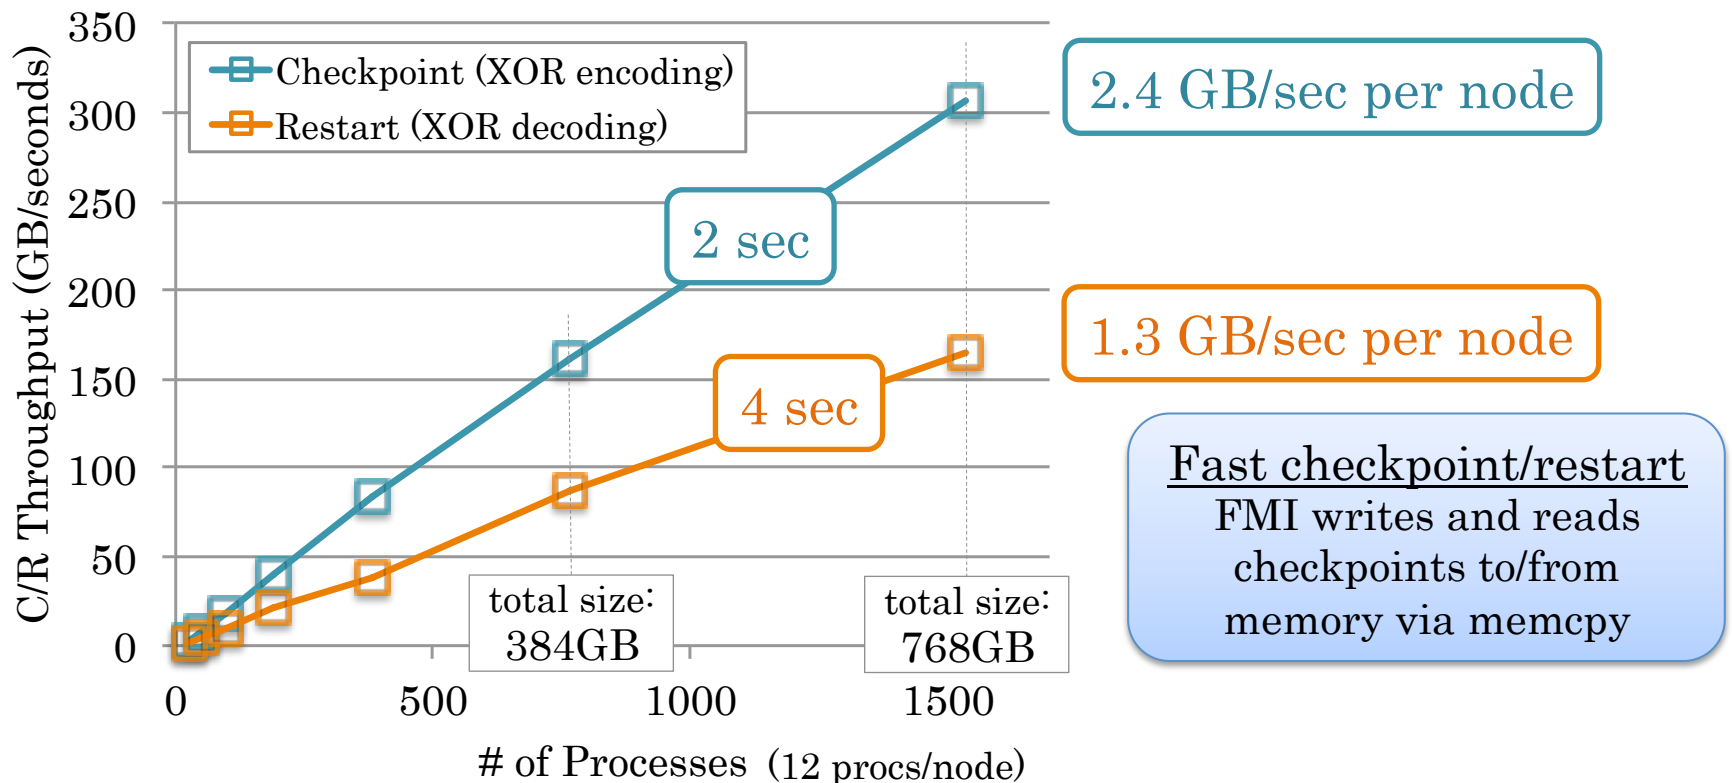 350
300
250
200
150
100
50
0
C/R Throughput (GB/seconds)
Checkpoint (XOR encoding)
Restart (XOR decoding)
2 sec
4 sec
total size:
384GB
total size:
768GB
0
500
1000
1500
# of Processes (12 procs/node)
2.4 GB/sec per node
1.3 GB/sec per node
Fast checkpoint/restart
FMI writes and reads
checkpoints to/from
memory via memcpy